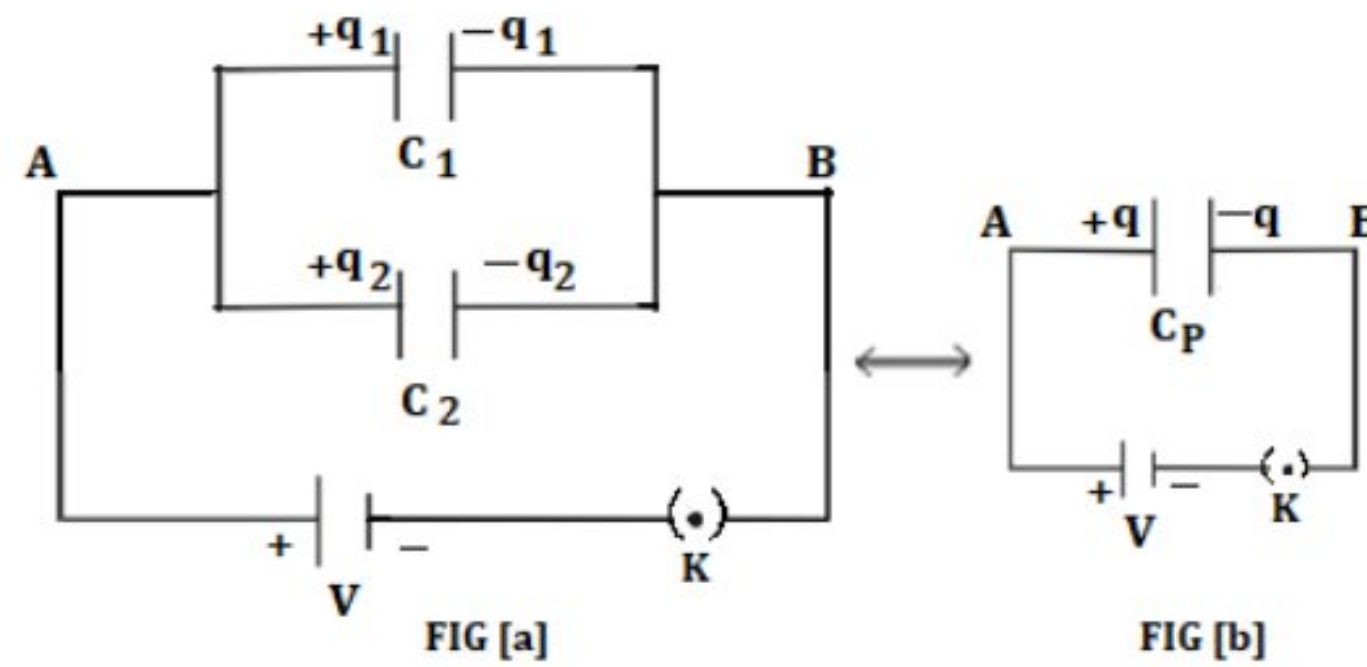 +q1 −q1
C1
A B
+q2 −q2
C2
+ −
V
K
FIG [a]
A +q −q
CP
+ −
V
K
FIG [b]